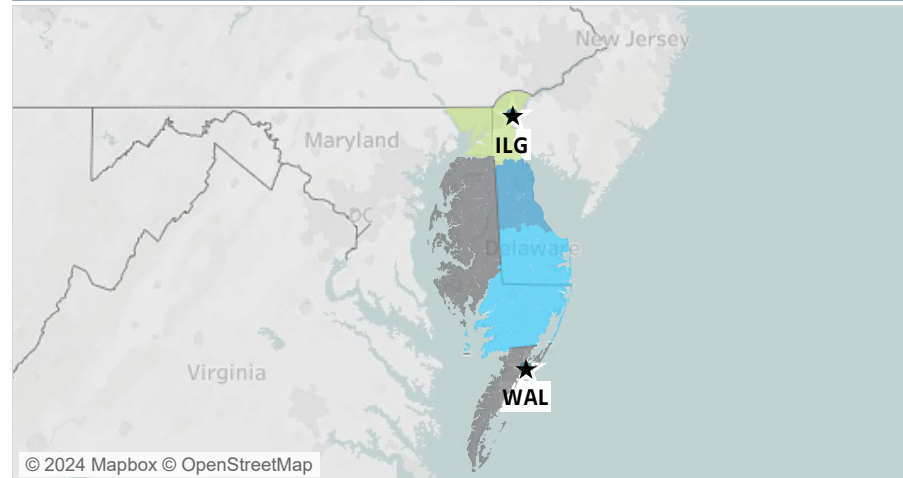 New Jersey
Maryland
ILG
DC
Delaware
Virginia
WAL
© 2024 Mapbox © OpenStreetMap